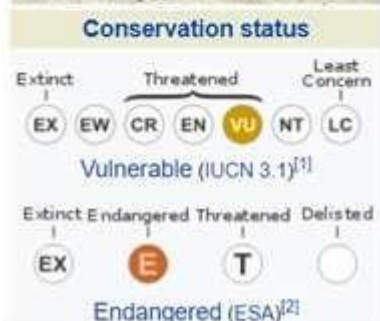 Conservation status
Extinct Threatened Least Concern
EX EW CR EN VU NT LC
Vulnerable (IUCN 3.1)[1]
Extinct Endangered Threatened Delisted
EX E T
Endangered (ESA)[2]